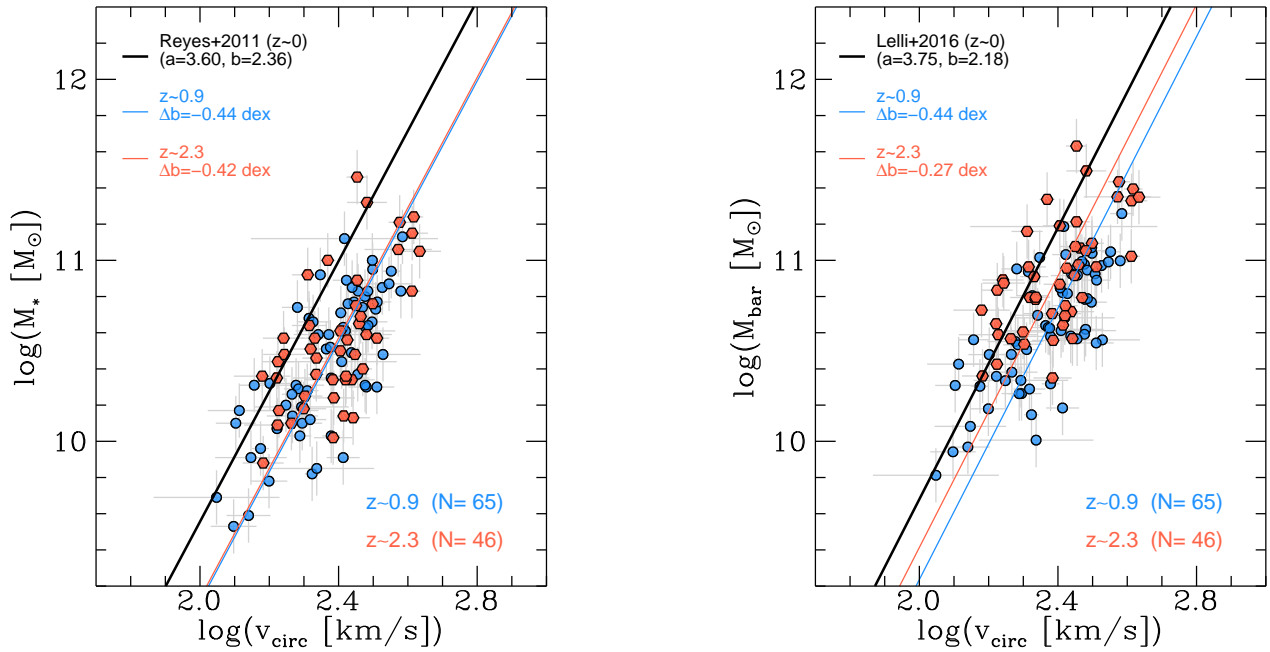 Reyes+2011 (z~0)
(a=3.60, b=2.36)
z~0.9
Δb=−0.44 dex
z~2.3
Δb=−0.42 dex
12
11
10
log(M* [M⊙])
z~0.9 (N= 65)
z~2.3 (N= 46)
2.0 2.4 2.8
log(vcirc [km/s])
Lelli+2016 (z~0)
(a=3.75, b=2.18)
z~0.9
Δb=−0.44 dex
z~2.3
Δb=−0.27 dex
12
11
10
log(Mbar [M⊙])
z~0.9 (N= 65)
z~2.3 (N= 46)
2.0 2.4 2.8
log(vcirc [km/s])